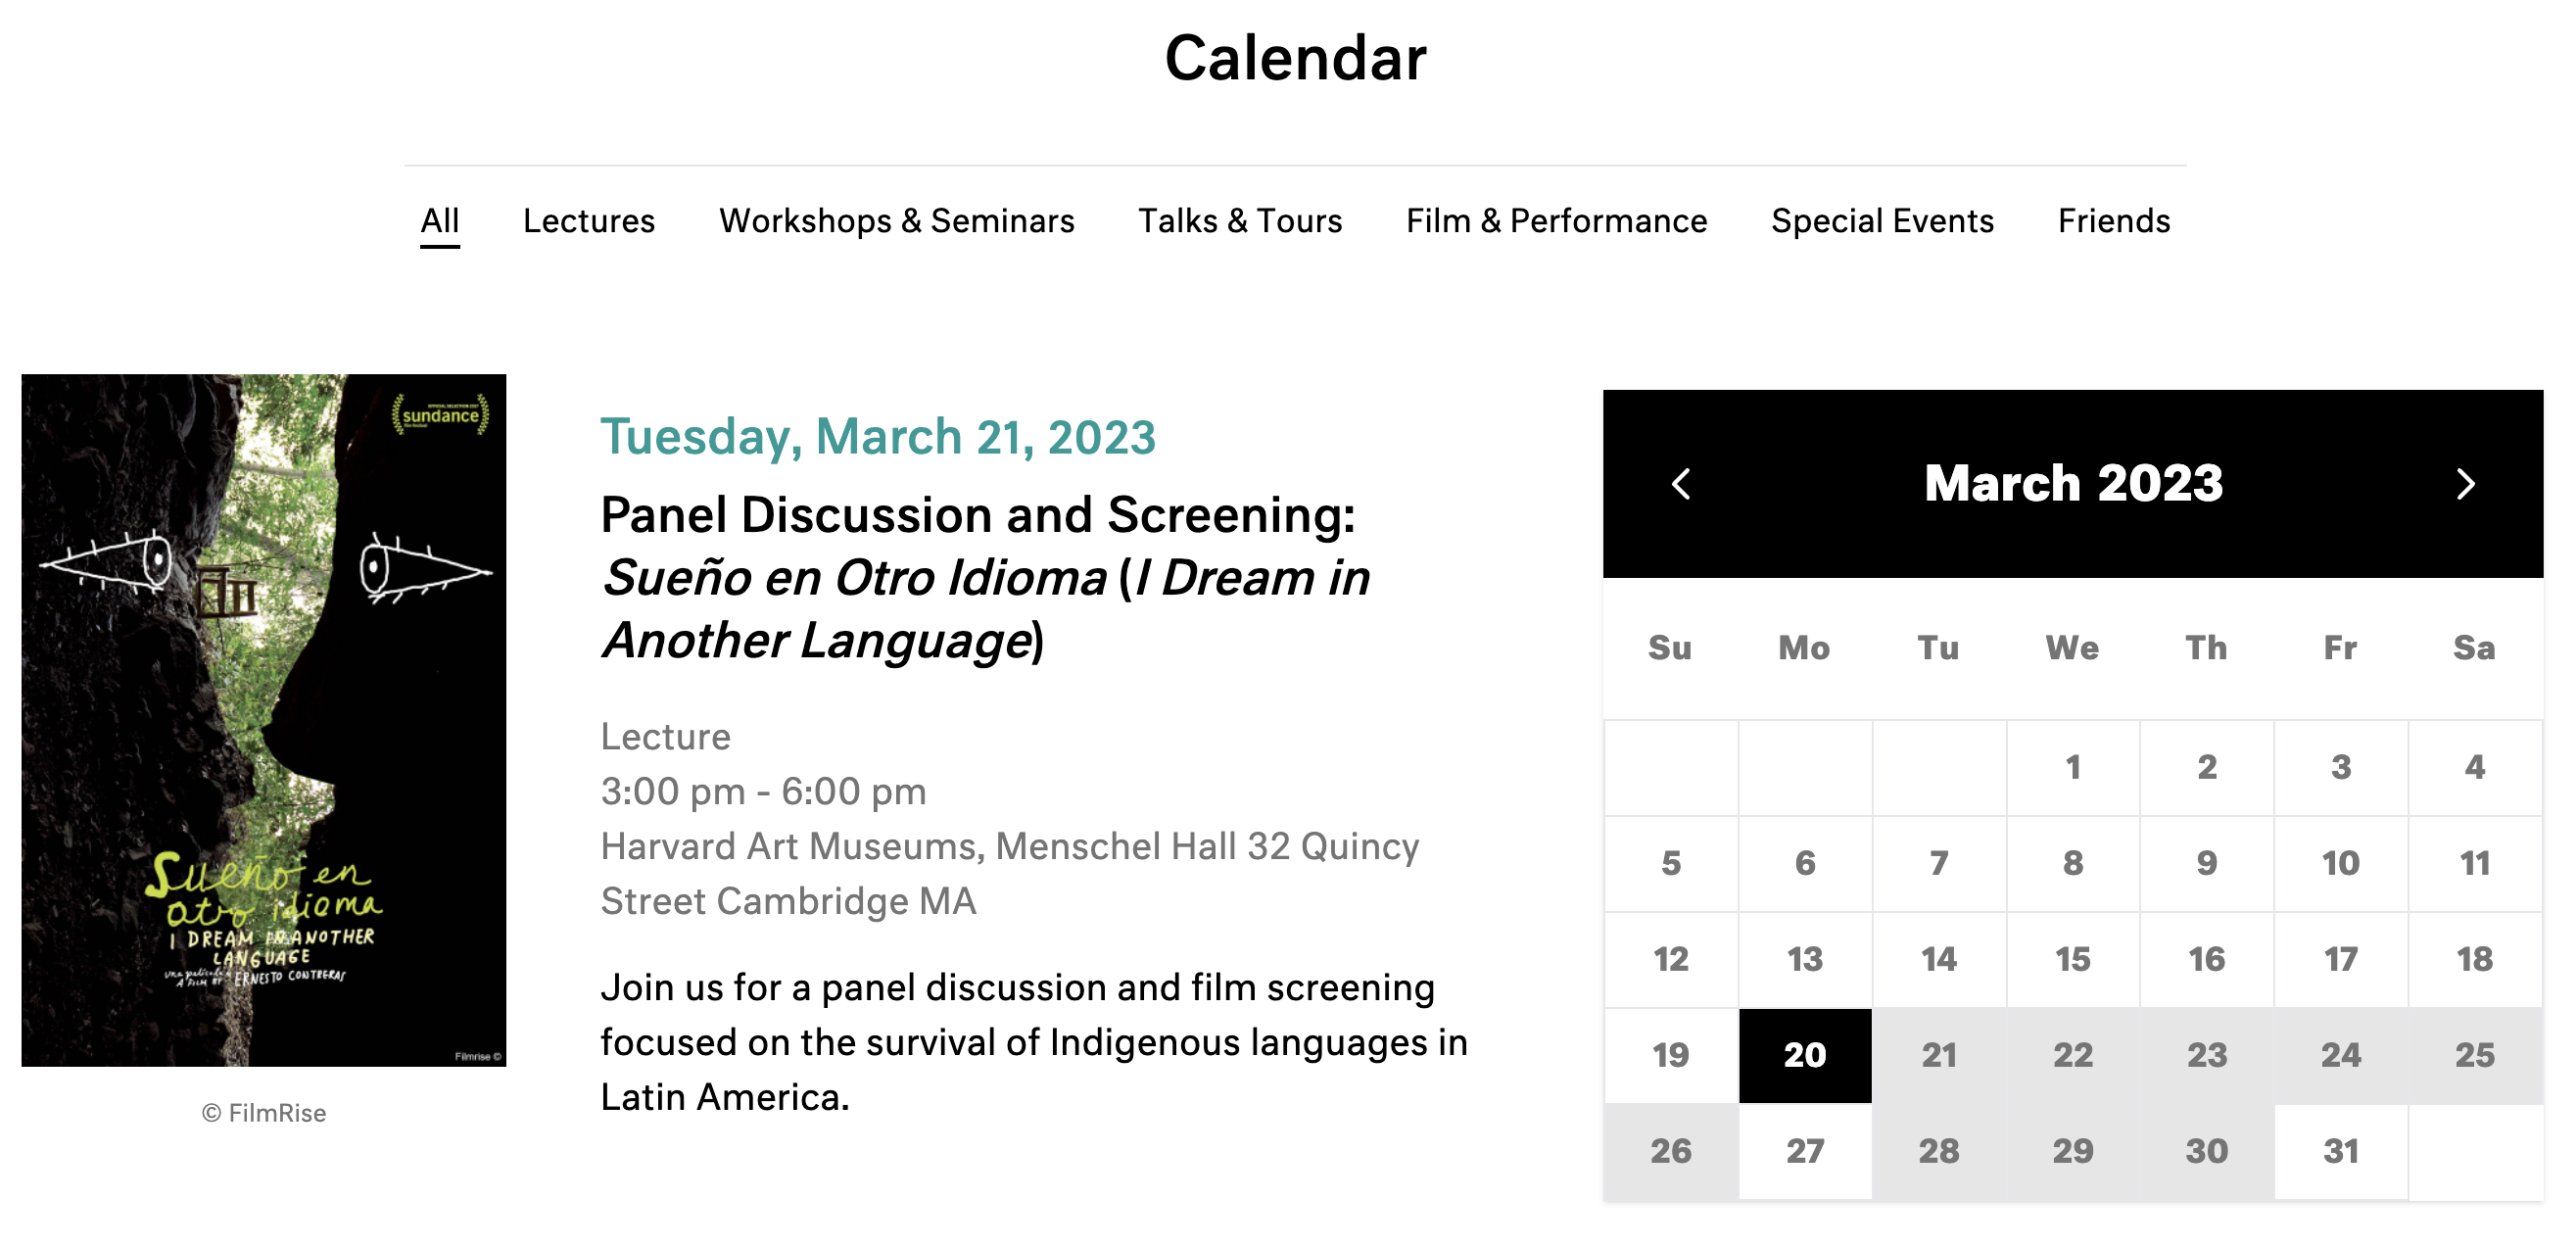 Calendar
All Lectures Workshops & Seminars Talks & Tours Film & Performance Special Events Friends
sundance
Sueño en
otro idioma
I DREAM IN ANOTHER
LANGUAGE
una película
A FILM BY ERNESTO CONTRERAS
Filmrise ©
© FilmRise
Tuesday, March 21, 2023
Panel Discussion and Screening:
Sueño en Otro Idioma (I Dream in
Another Language)
Lecture
3:00 pm - 6:00 pm
Harvard Art Museums, Menschel Hall 32 Quincy
Street Cambridge MA
Join us for a panel discussion and film screening
focused on the survival of Indigenous languages in
Latin America.
March 2023
Su Mo Tu We Th Fr Sa
1 2 3 4
5 6 7 8 9 10 11
12 13 14 15 16 17 18
19 20 21 22 23 24 25
26 27 28 29 30 31